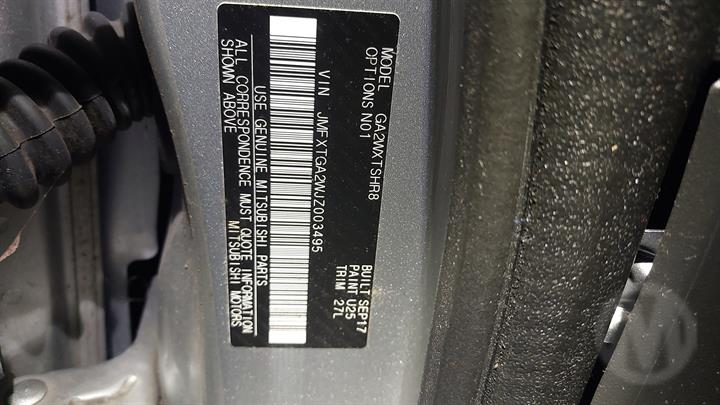 MODEL GA2WXTSHR8
OPTIONS N01
VIN JMFXTGA2WJZ003495
BUILT SEP17
PAINT U25
TRIM 27L
USE GENUINE MITSUBISHI PARTS
ALL CORRESPONDENCE MUST QUOTE INFORMATION
SHOWN ABOVE
MITSUBISHI MOTORS
M